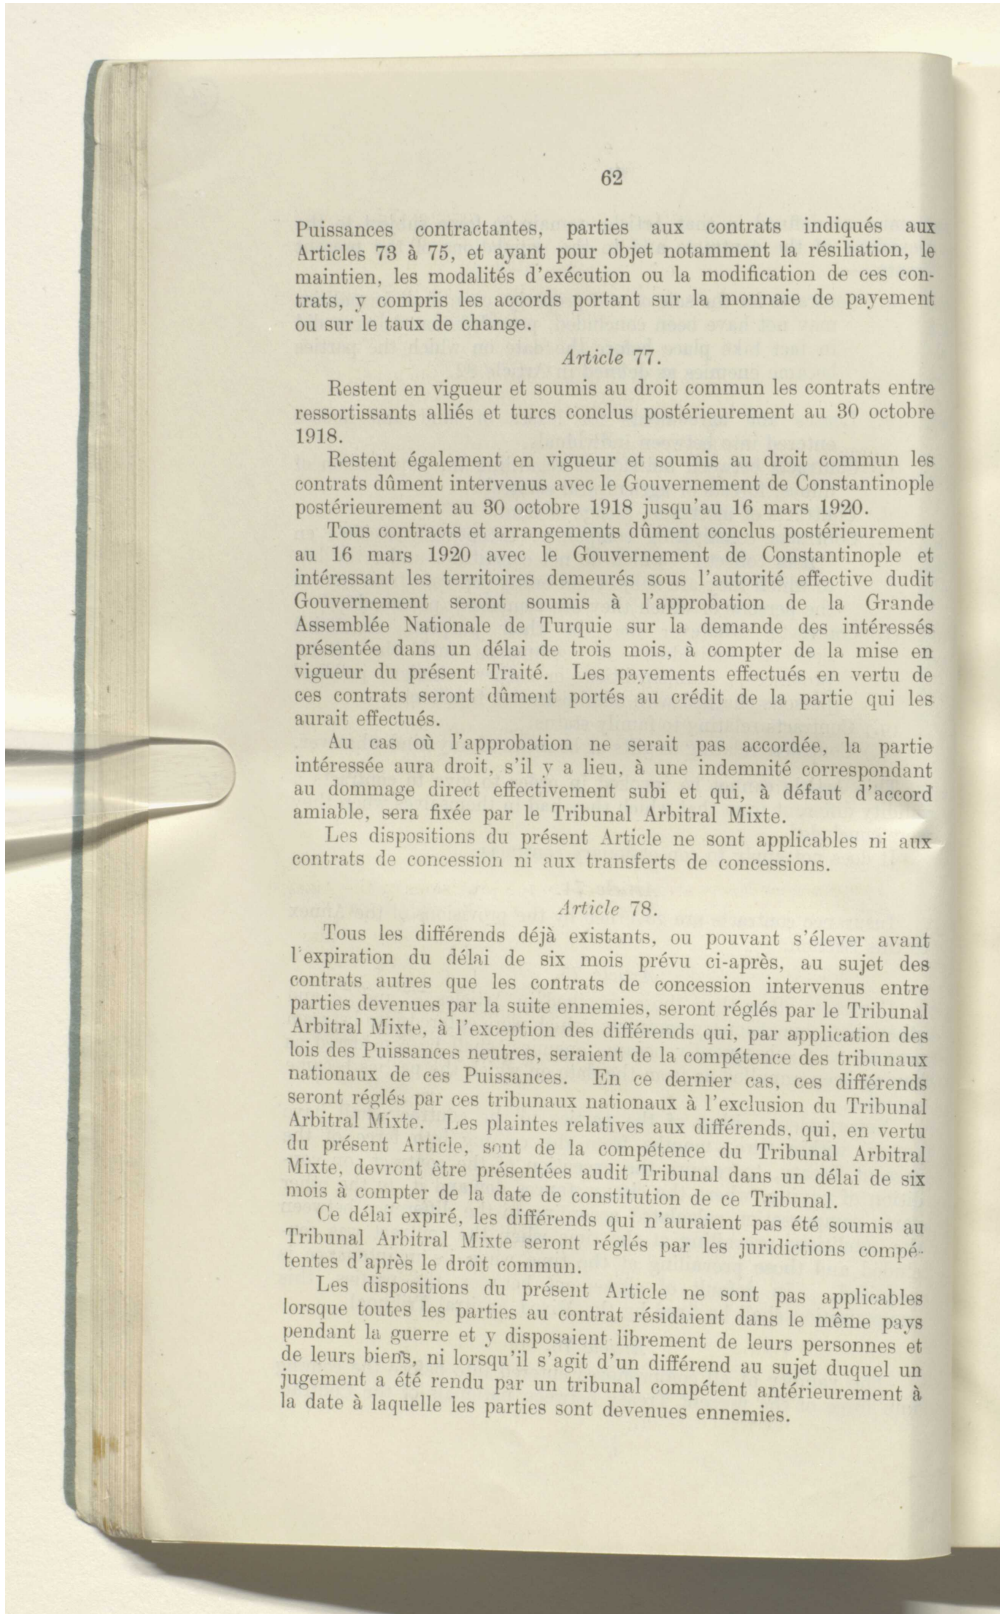 62
Puissances contractantes, parties aux contrats indiqués aux
Articles 73 à 75, et ayant pour objet notamment la résiliation, le
maintien, les modalités d'exécution ou la modification de ces con-
trats, y compris les accords portant sur la monnaie de payement
ou sur le taux de change.
Article 77.
Restent en vigueur et soumis au droit commun les contrats entre
ressortissants alliés et turcs conclus postérieurement au 30 octobre
1918.
Restent également en vigueur et soumis au droit commun les
contrats dûment intervenus avec le Gouvernement de Constantinople
postérieurement au 30 octobre 1918 jusqu'au 16 mars 1920.
Tous contracts et arrangements dûment conclus postérieurement
au 16 mars 1920 avec le Gouvernement de Constantinople et
intéressant les territoires demeurés sous l'autorité effective dudit
Gouvernement seront soumis à l'approbation de la Grande
Assemblée Nationale de Turquie sur la demande des intéressés
présentée dans un délai de trois mois, à compter de la mise en
vigueur du présent Traité. Les payements effectués en vertu de
ces contrats seront dûment portés au crédit de la partie qui les
aurait effectués.
Au cas où l'approbation ne serait pas accordée, la partie
intéressée aura droit, s'il y a lieu, à une indemnité correspondant
au dommage direct effectivement subi et qui, à défaut d'accord
amiable, sera fixée par le Tribunal Arbitral Mixte.
Les dispositions du présent Article ne sont applicables ni aux
contrats de concession ni aux transferts de concessions.
Article 78.
Tous les différends déjà existants, ou pouvant s'élever avant
l'expiration du délai de six mois prévu ci-après, au sujet des
contrats autres que les contrats de concession intervenus entre
parties devenues par la suite ennemies, seront réglés par le Tribunal
Arbitral Mixte, à l'exception des différends qui, par application des
lois des Puissances neutres, seraient de la compétence des tribunaux
nationaux de ces Puissances. En ce dernier cas, ces différends
seront réglés par ces tribunaux nationaux à l'exclusion du Tribunal
Arbitral Mixte. Les plaintes relatives aux différends, qui, en vertu
du présent Article, sont de la compétence du Tribunal Arbitral
Mixte, devront être présentées audit Tribunal dans un délai de six
mois à compter de la date de constitution de ce Tribunal.
Ce délai expiré, les différends qui n'auraient pas été soumis au
Tribunal Arbitral Mixte seront réglés par les juridictions compé-
tentes d'après le droit commun.
Les dispositions du présent Article ne sont pas applicables
lorsque toutes les parties au contrat résidaient dans le même pays
pendant la guerre et y disposaient librement de leurs personnes et
de leurs biens, ni lorsqu'il s'agit d'un différend au sujet duquel un
jugement a été rendu par un tribunal compétent antérieurement à
la date à laquelle les parties sont devenues ennemies.